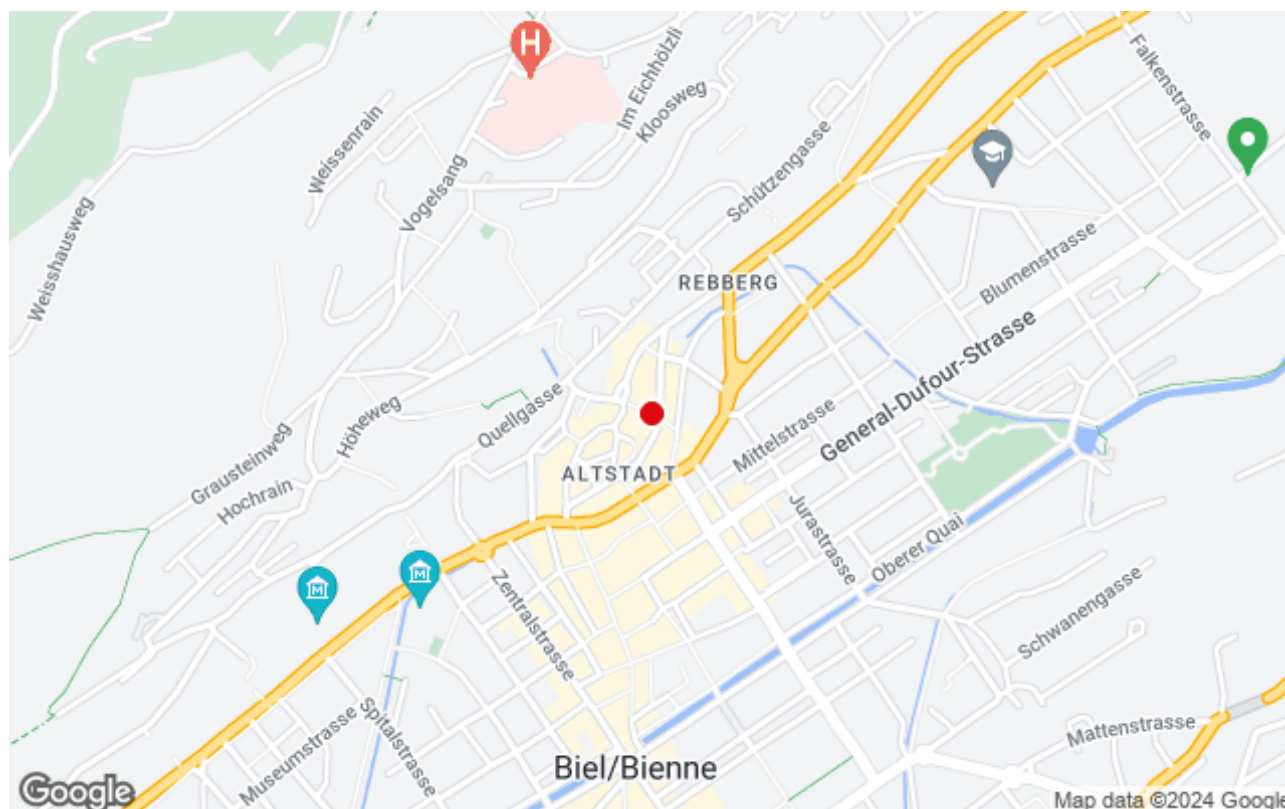 H
Im Eichhölzli
Kloosweg
Falkenstrasse
Weissenrain
Vogelsang
Schützengasse
Weisshausweg
Blumenstrasse
REBBERG
General-Dufour-Strasse
Höheweg
Quellgasse
Mittelstrasse
Grausteinweg
Hochrain
ALTSTADT
Jurastrasse
Oberer Quai
M
M
Zentralstrasse
Schwanengasse
Museumstrasse
Spitalstrasse
Mattenstrasse
Biel/Bienne
Google
Map data ©2024 Google